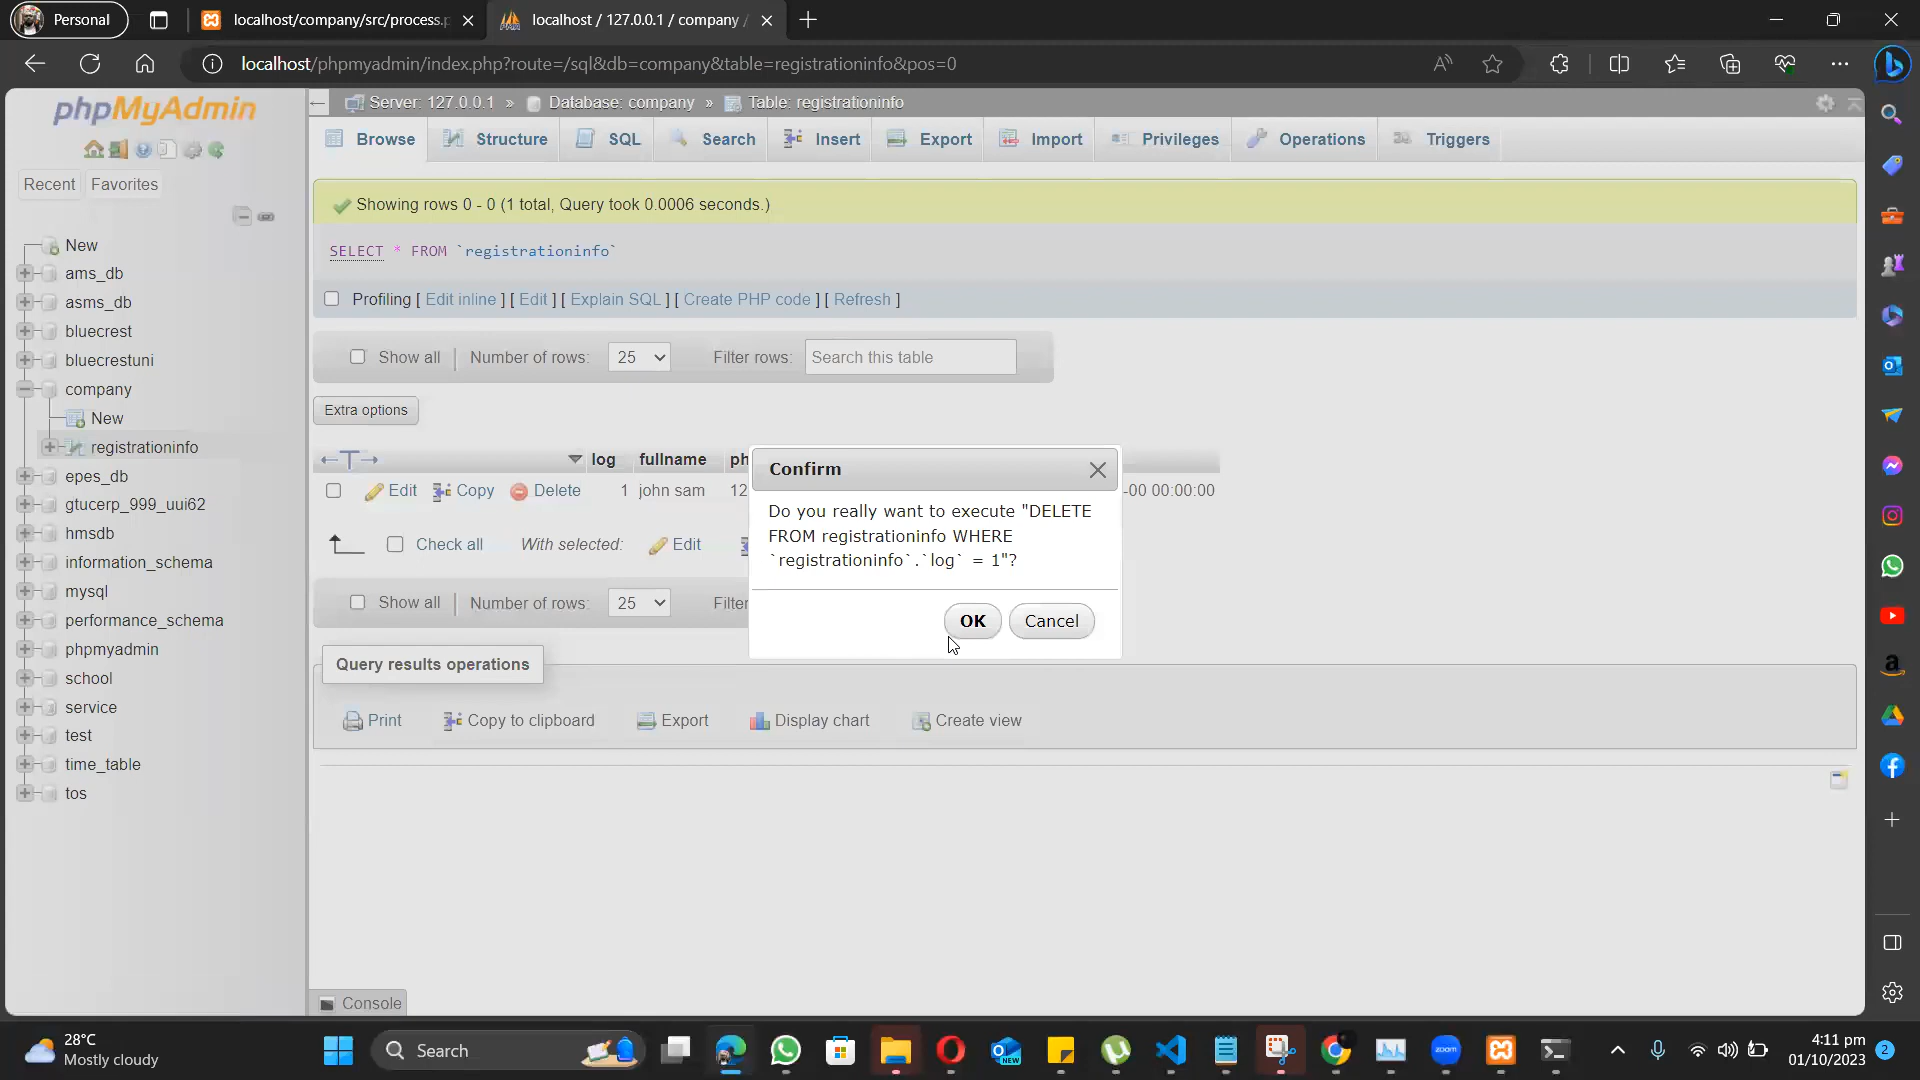 Personal
localhost/company/src/process.p
localhost / 127.0.0.1 / company /
localhost/phpmyadmin/index.php?route=/sql&db=company&table=registrationinfo&pos=0
phpMyAdmin
Recent
Favorites
New
ams_db
asms_db
bluecrest
bluecrestuni
company
New
registrationinfo
epes_db
gtucerp_999_uui62
hmsdb
information_schema
mysql
performance_schema
phpmyadmin
school
service
test
time_table
tos
Server: 127.0.0.1 » Database: company » Table: registrationinfo
Browse Structure SQL Search Insert Export Import Privileges Operations Triggers
Showing rows 0 - 0 (1 total, Query took 0.0006 seconds.)
SELECT * FROM `registrationinfo`
Profiling [ Edit inline ] [ Edit ] [ Explain SQL ] [ Create PHP code ] [ Refresh ]
Show all Number of rows: 25 Filter rows: Search this table
Extra options
←T→ log fullname ph
Edit Copy Delete 1 john sam 12 -00 00:00:00
Check all With selected: Edit
Show all Number of rows: 25 Filter
Confirm
Do you really want to execute "DELETE
FROM registrationinfo WHERE
`registrationinfo`.`log` = 1"?
OK Cancel
Query results operations
Print Copy to clipboard Export Display chart Create view
Console
28°C
Mostly cloudy
Search
NEW
zoom
4:11 pm
01/10/2023
2